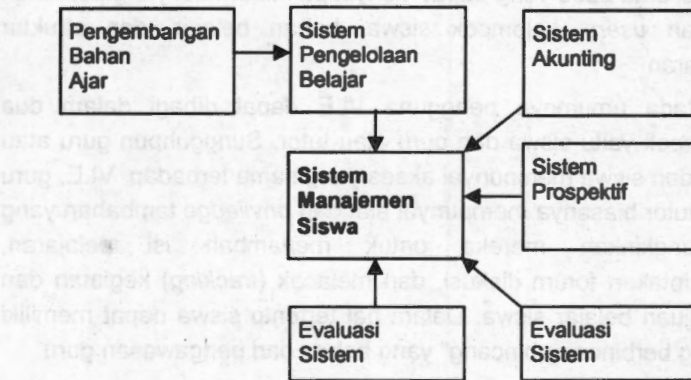 Pengembangan
Bahan
Ajar
Sistem
Pengelolaan
Belajar
Sistem
Akunting
Sistem
Manajemen
Siswa
Sistem
Prospektif
Evaluasi
Sistem
Evaluasi
Sistem